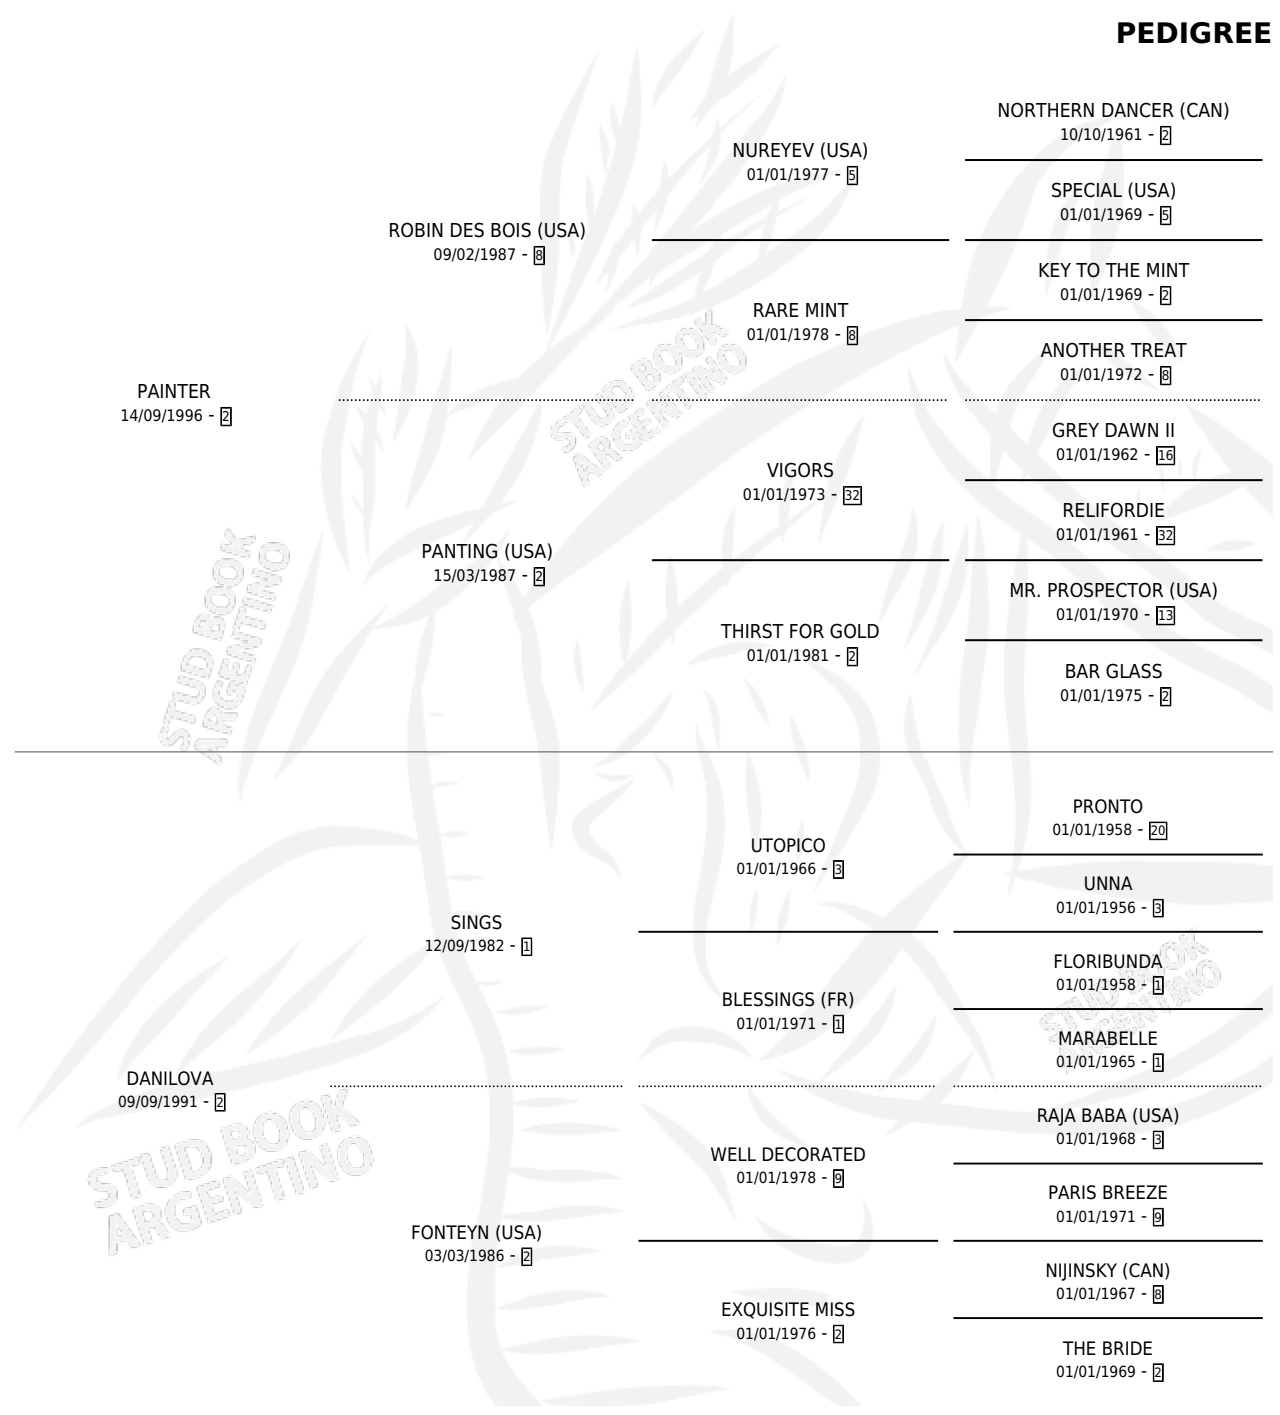 PEDIGREE
NORTHERN DANCER (CAN)
10/10/1961 - 2
NUREYEV (USA)
01/01/1977 - 5
SPECIAL (USA)
01/01/1969 - 5
ROBIN DES BOIS (USA)
09/02/1987 - 8
KEY TO THE MINT
01/01/1969 - 2
RARE MINT
01/01/1978 - 8
ANOTHER TREAT
01/01/1972 - 8
STUD BOOK
ARGENTINO
PAINTER
14/09/1996 - 2
GREY DAWN II
01/01/1962 - 16
VIGORS
01/01/1973 - 32
RELIFORDIE
01/01/1961 - 32
PANTING (USA)
15/03/1987 - 2
MR. PROSPECTOR (USA)
01/01/1970 - 13
THIRST FOR GOLD
01/01/1981 - 2
BAR GLASS
01/01/1975 - 2
STUD BOOK
ARGENTINO
PRONTO
01/01/1958 - 20
UTOPICO
01/01/1966 - 3
UNNA
01/01/1956 - 3
SINGS
12/09/1982 - 1
FLORIBUNDA
01/01/1958 - 1
BLESSINGS (FR)
01/01/1971 - 1
MARABELLE
01/01/1965 - 1
STUD BOOK
ARGENTINO
DANILOVA
09/09/1991 - 2
RAJA BABA (USA)
01/01/1968 - 3
WELL DECORATED
01/01/1978 - 9
PARIS BREEZE
01/01/1971 - 9
FONTEYN (USA)
03/03/1986 - 2
NIJINSKY (CAN)
01/01/1967 - 8
EXQUISITE MISS
01/01/1976 - 2
THE BRIDE
01/01/1969 - 2
STUD BOOK
ARGENTINO